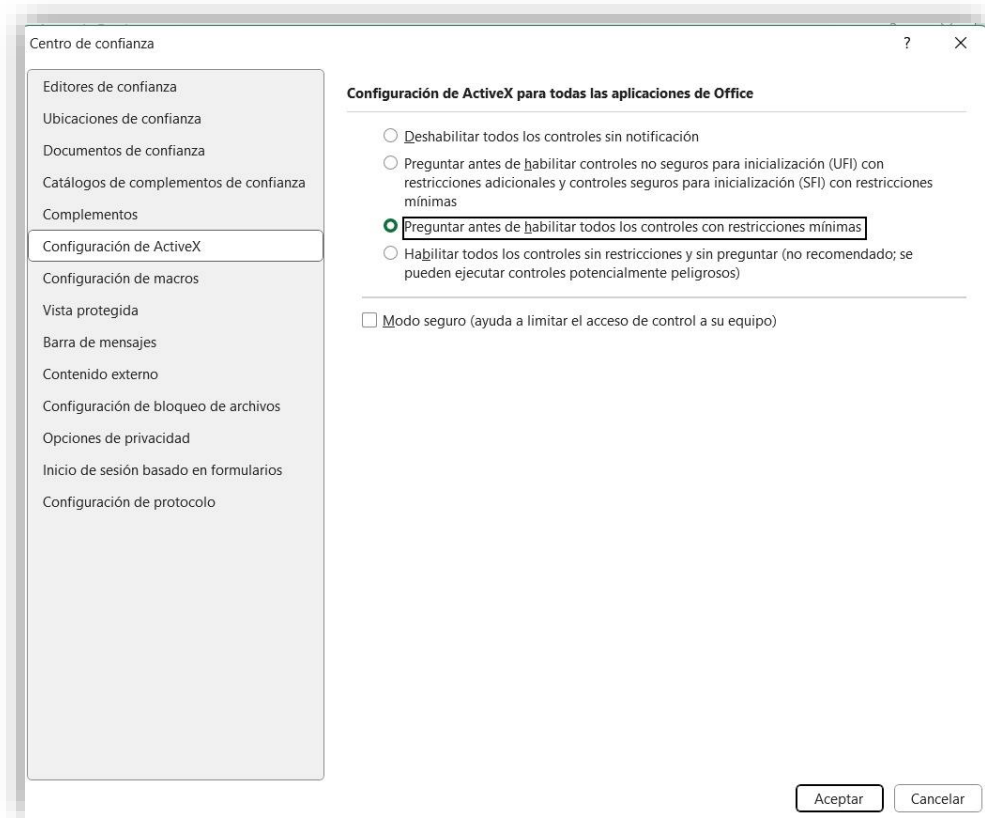 Centro de confianza
?
Editores de confianza
Ubicaciones de confianza
Documentos de confianza
Catálogos de complementos de confianza
Complementos
Configuración de ActiveX
Configuración de macros
Vista protegida
Barra de mensajes
Contenido externo
Configuración de bloqueo de archivos
Opciones de privacidad
Inicio de sesión basado en formularios
Configuración de protocolo
Configuración de ActiveX para todas las aplicaciones de Office
Deshabilitar todos los controles sin notificación
Preguntar antes de habilitar controles no seguros para inicialización (UFI) con
restricciones adicionales y controles seguros para inicialización (SFI) con restricciones
mínimas
Preguntar antes de habilitar todos los controles con restricciones mínimas
Habilitar todos los controles sin restricciones y sin preguntar (no recomendado; se
pueden ejecutar controles potencialmente peligrosos)
Modo seguro (ayuda a limitar el acceso de control a su equipo)
Aceptar
Cancelar